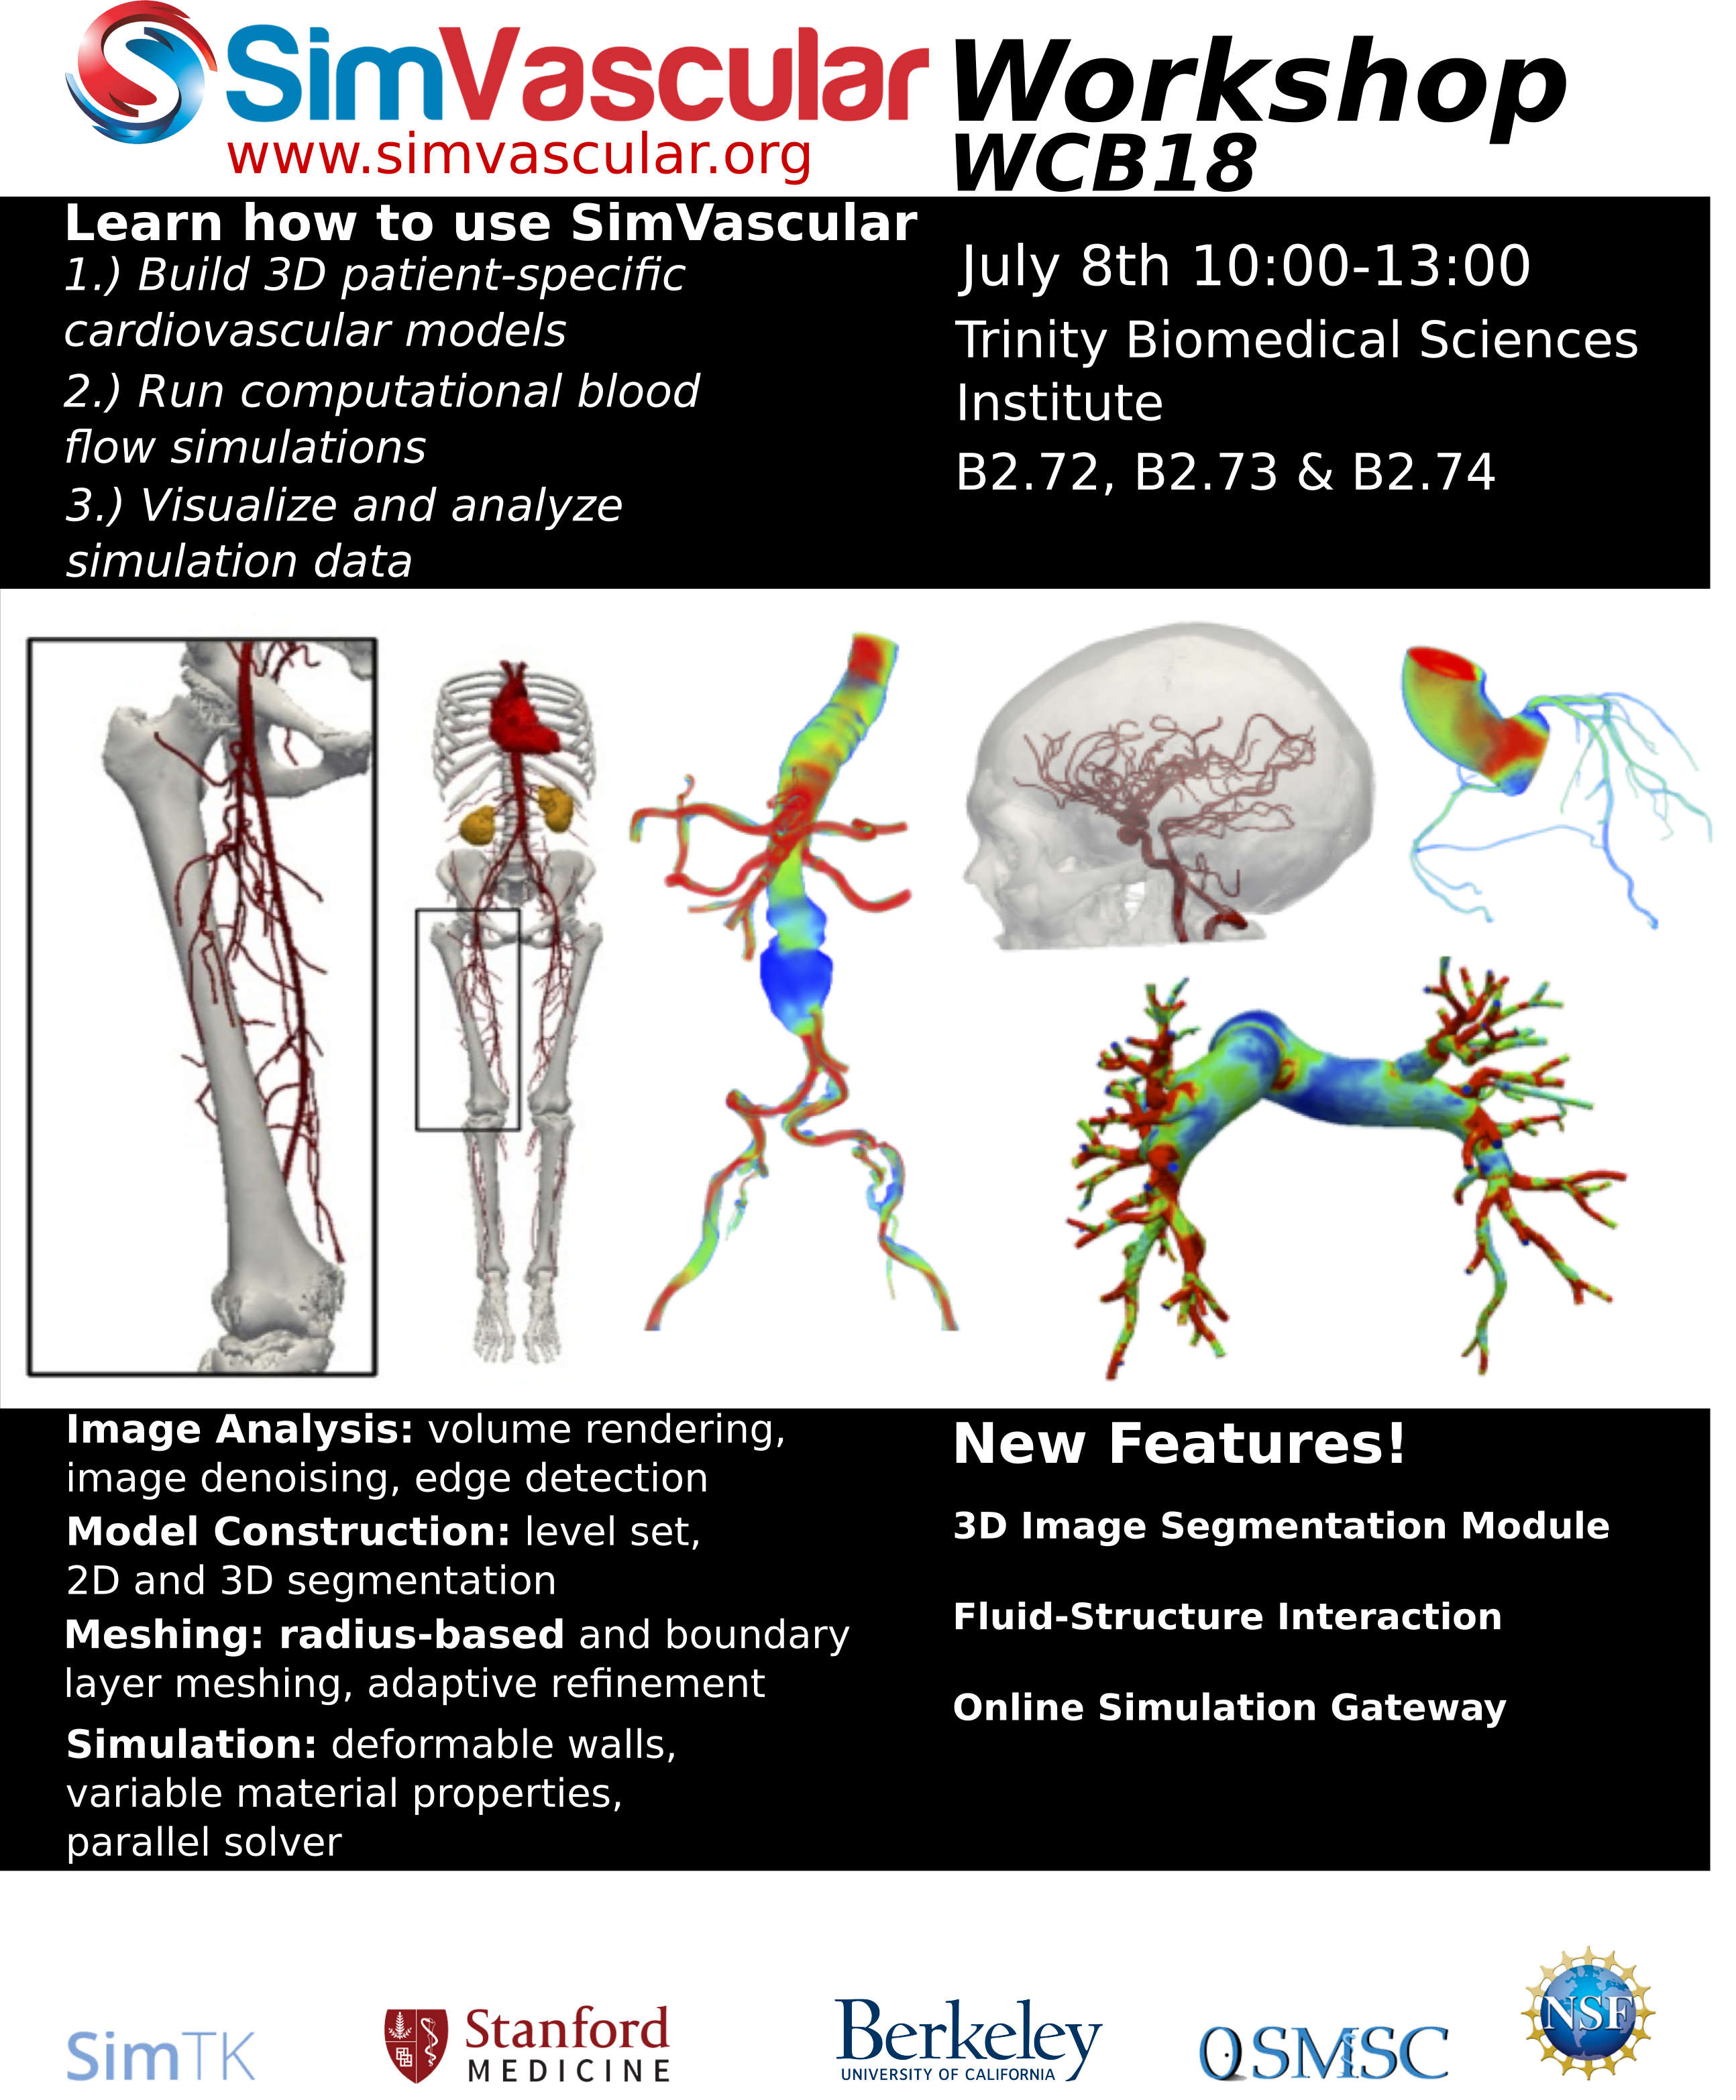 SimVascular Workshop
www.simvascular.org
WCB18
Learn how to use SimVascular
1.) Build 3D patient-specific
cardiovascular models
2.) Run computational blood
flow simulations
3.) Visualize and analyze
simulation data
July 8th 10:00-13:00
Trinity Biomedical Sciences
Institute
B2.72, B2.73 & B2.74
Image Analysis: volume rendering,
image denoising, edge detection
Model Construction: level set,
2D and 3D segmentation
Meshing: radius-based and boundary
layer meshing, adaptive refinement
Simulation: deformable walls,
variable material properties,
parallel solver
New Features!
3D Image Segmentation Module
Fluid-Structure Interaction
Online Simulation Gateway
SimTK
Stanford
MEDICINE
Berkeley
UNIVERSITY OF CALIFORNIA
OSMSC
NSF